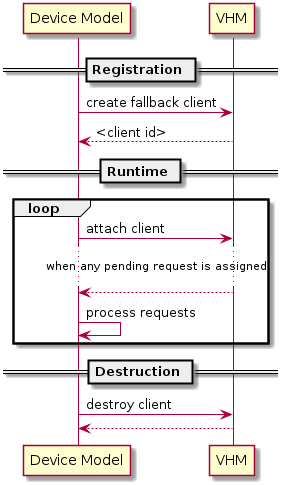 Device Model VHM
Registration
create fallback client
<client id>
Runtime
loop
attach client
when any pending request is assigned
process requests
Destruction
destroy client
Device Model VHM